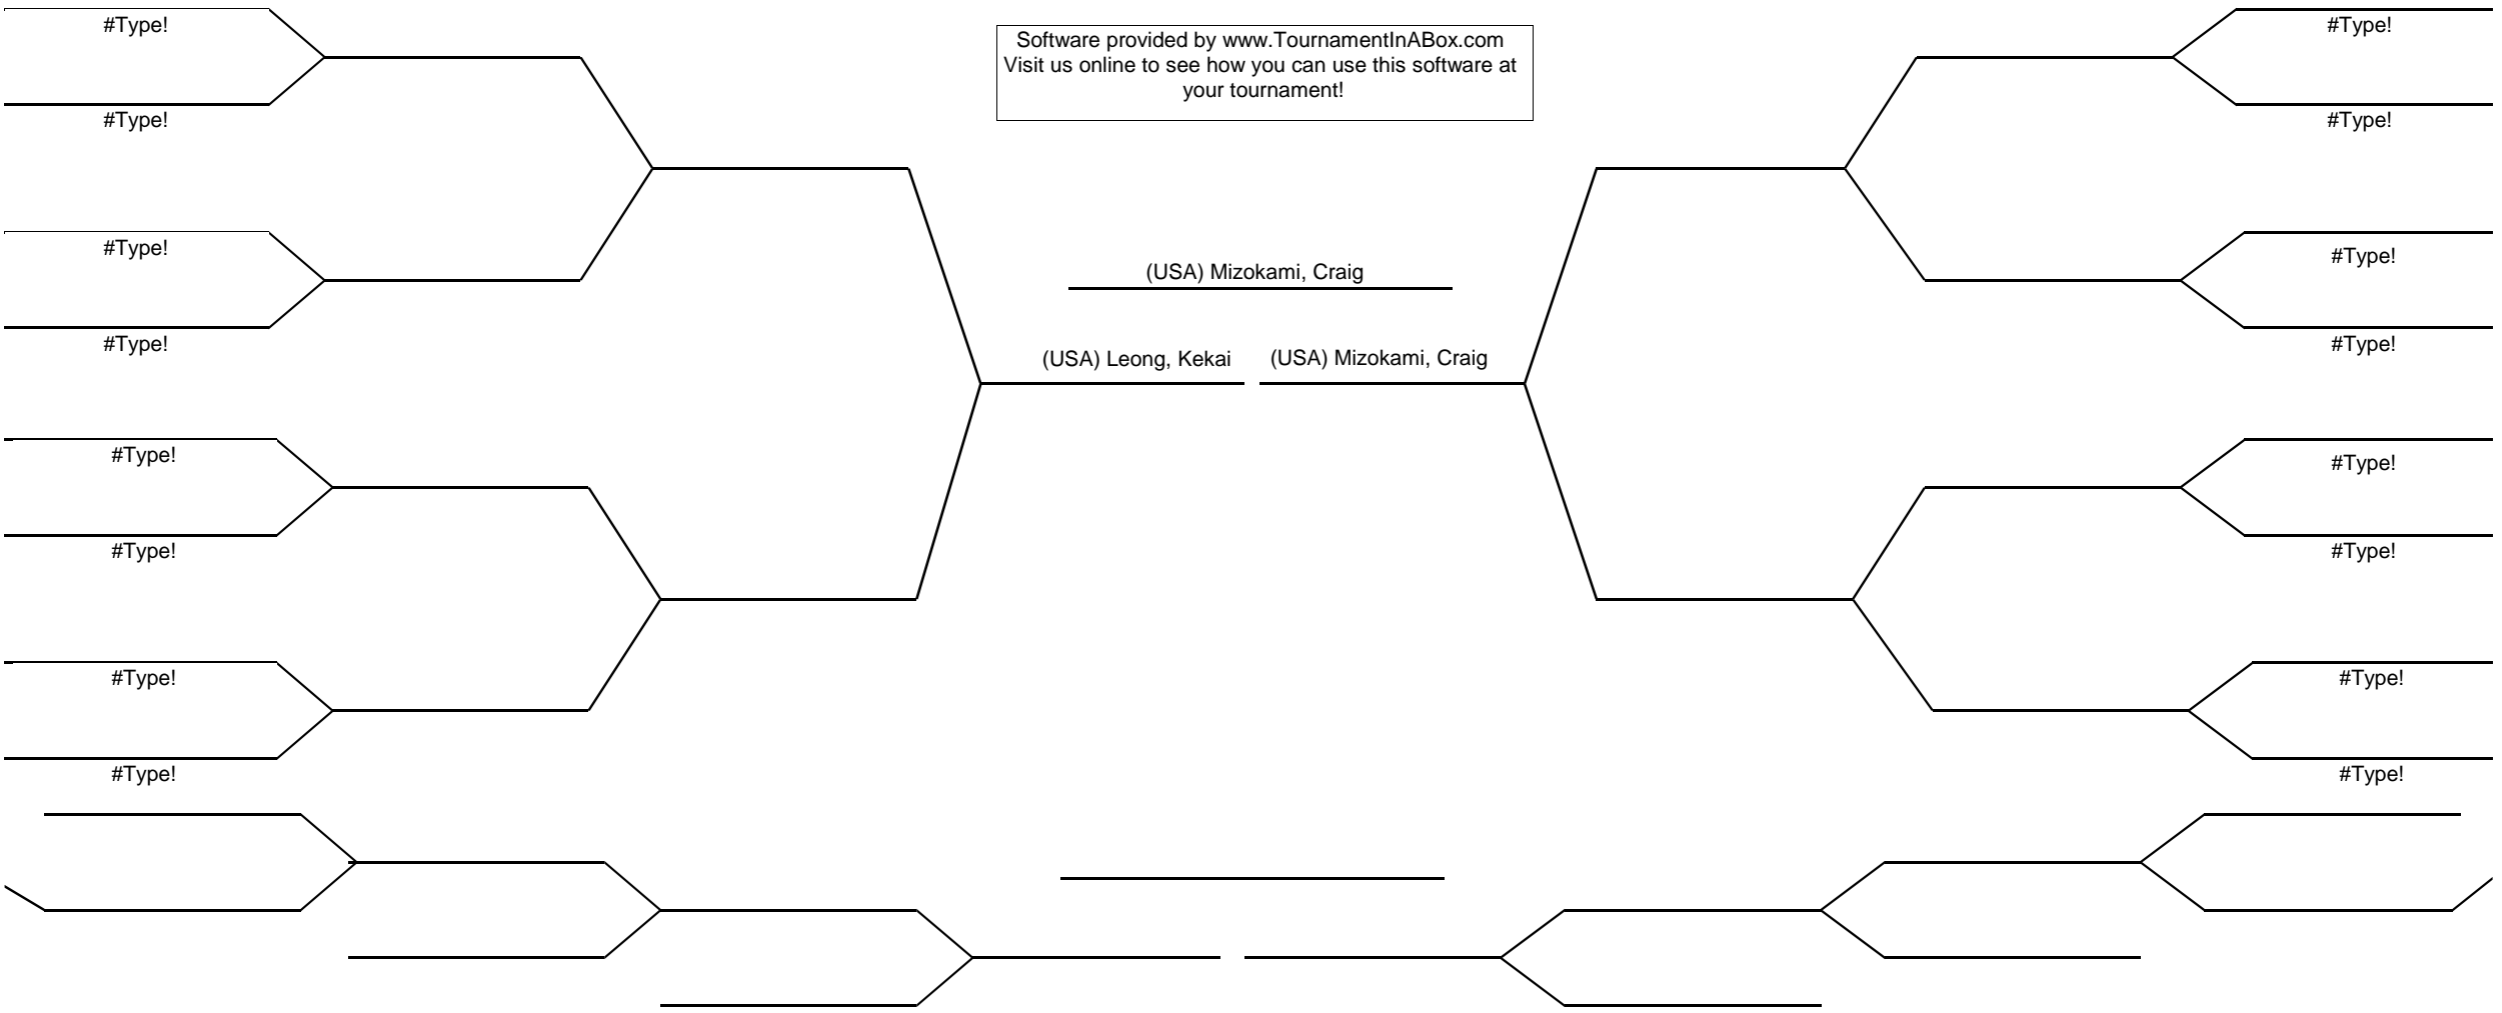 #Type!
Software provided by www.TournamentInABox.com
Visit us online to see how you can use this software at
your tournament!
#Type!
#Type!
#Type!
#Type!
#Type!
(USA) Mizokami, Craig
#Type!
#Type!
(USA) Leong, Kekai
(USA) Mizokami, Craig
#Type!
#Type!
#Type!
#Type!
#Type!
#Type!
#Type!
#Type!
#Type!